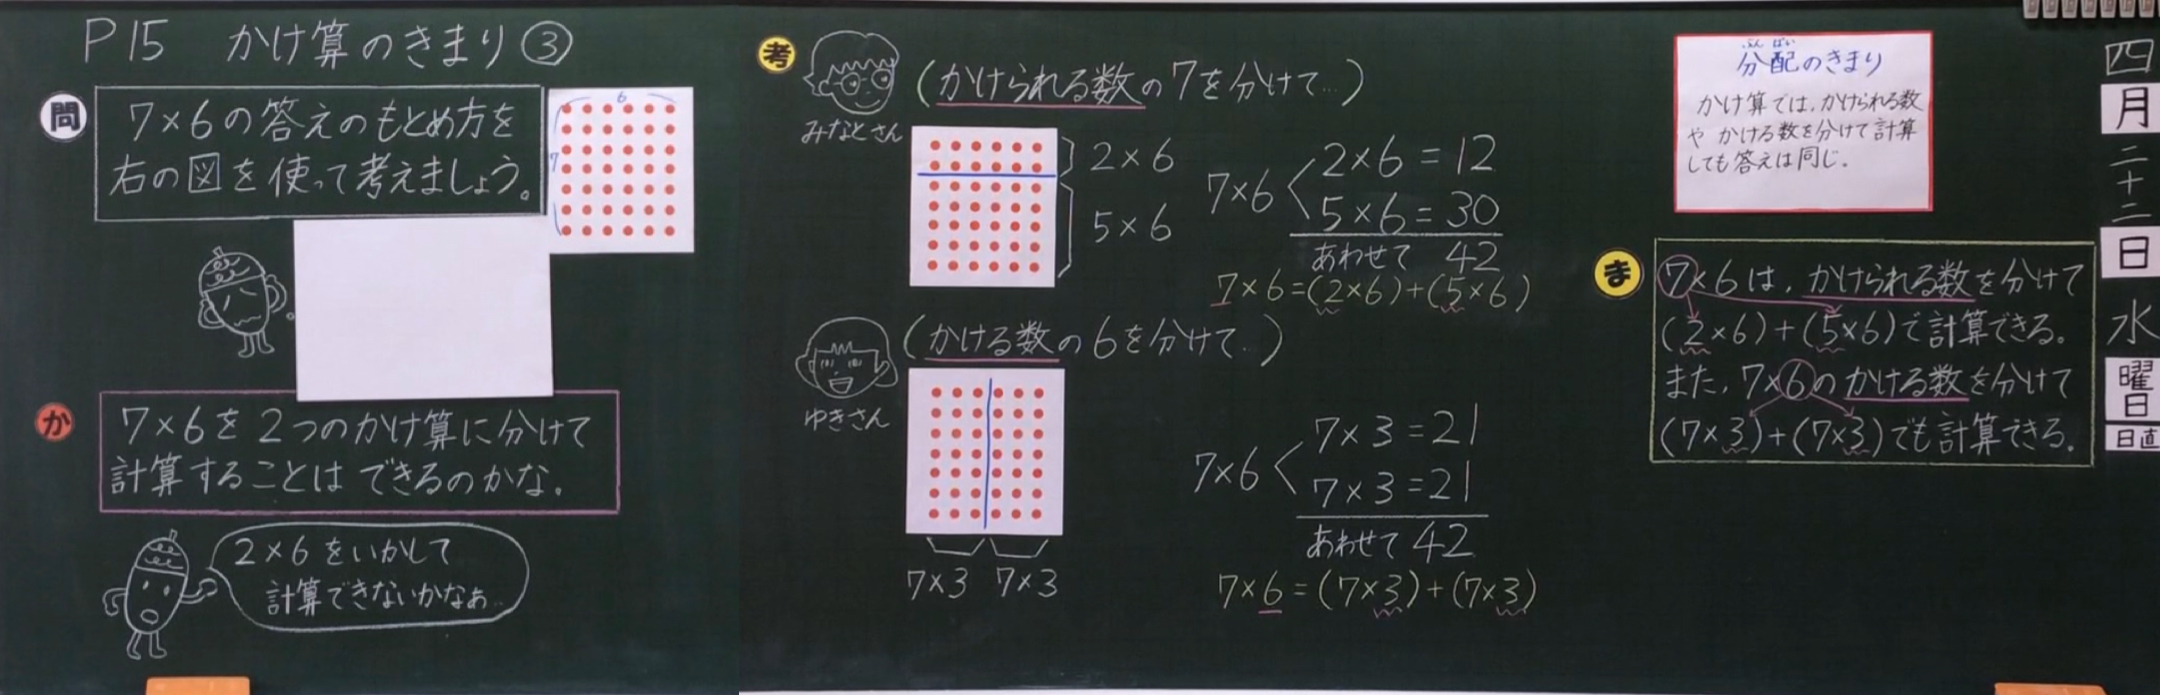 P15 かけ算のきまり③
問
7×6の答えのもとめ方を
右の図を使って考えましょう。
6
7
か
7×6を2つのかけ算に分けて
計算することはできるのかな。
2×6をいかして
計算できないかなぁ…
考
みなとさん
(かけられる数の7を分けて…)
2×6
5×6
7×6
2×6=12
5×6=30
あわせて 42
7×6=(2×6)+(5×6)
ゆきさん
(かける数の6を分けて…)
7×3 7×3
7×6
7×3=21
7×3=21
あわせて 42
7×6=(7×3)+(7×3)
ぶんぱい
分配のきまり
かけ算では、かけられる数
や かける数を分けて計算
しても答えは同じ.
ま
7×6は、かけられる数を分けて
(2×6)+(5×6)で計算できる。
また、7×6のかける数を分けて
(7×3)+(7×3)でも計算できる。
四
月
二
十
二
日
水
曜
日
日直